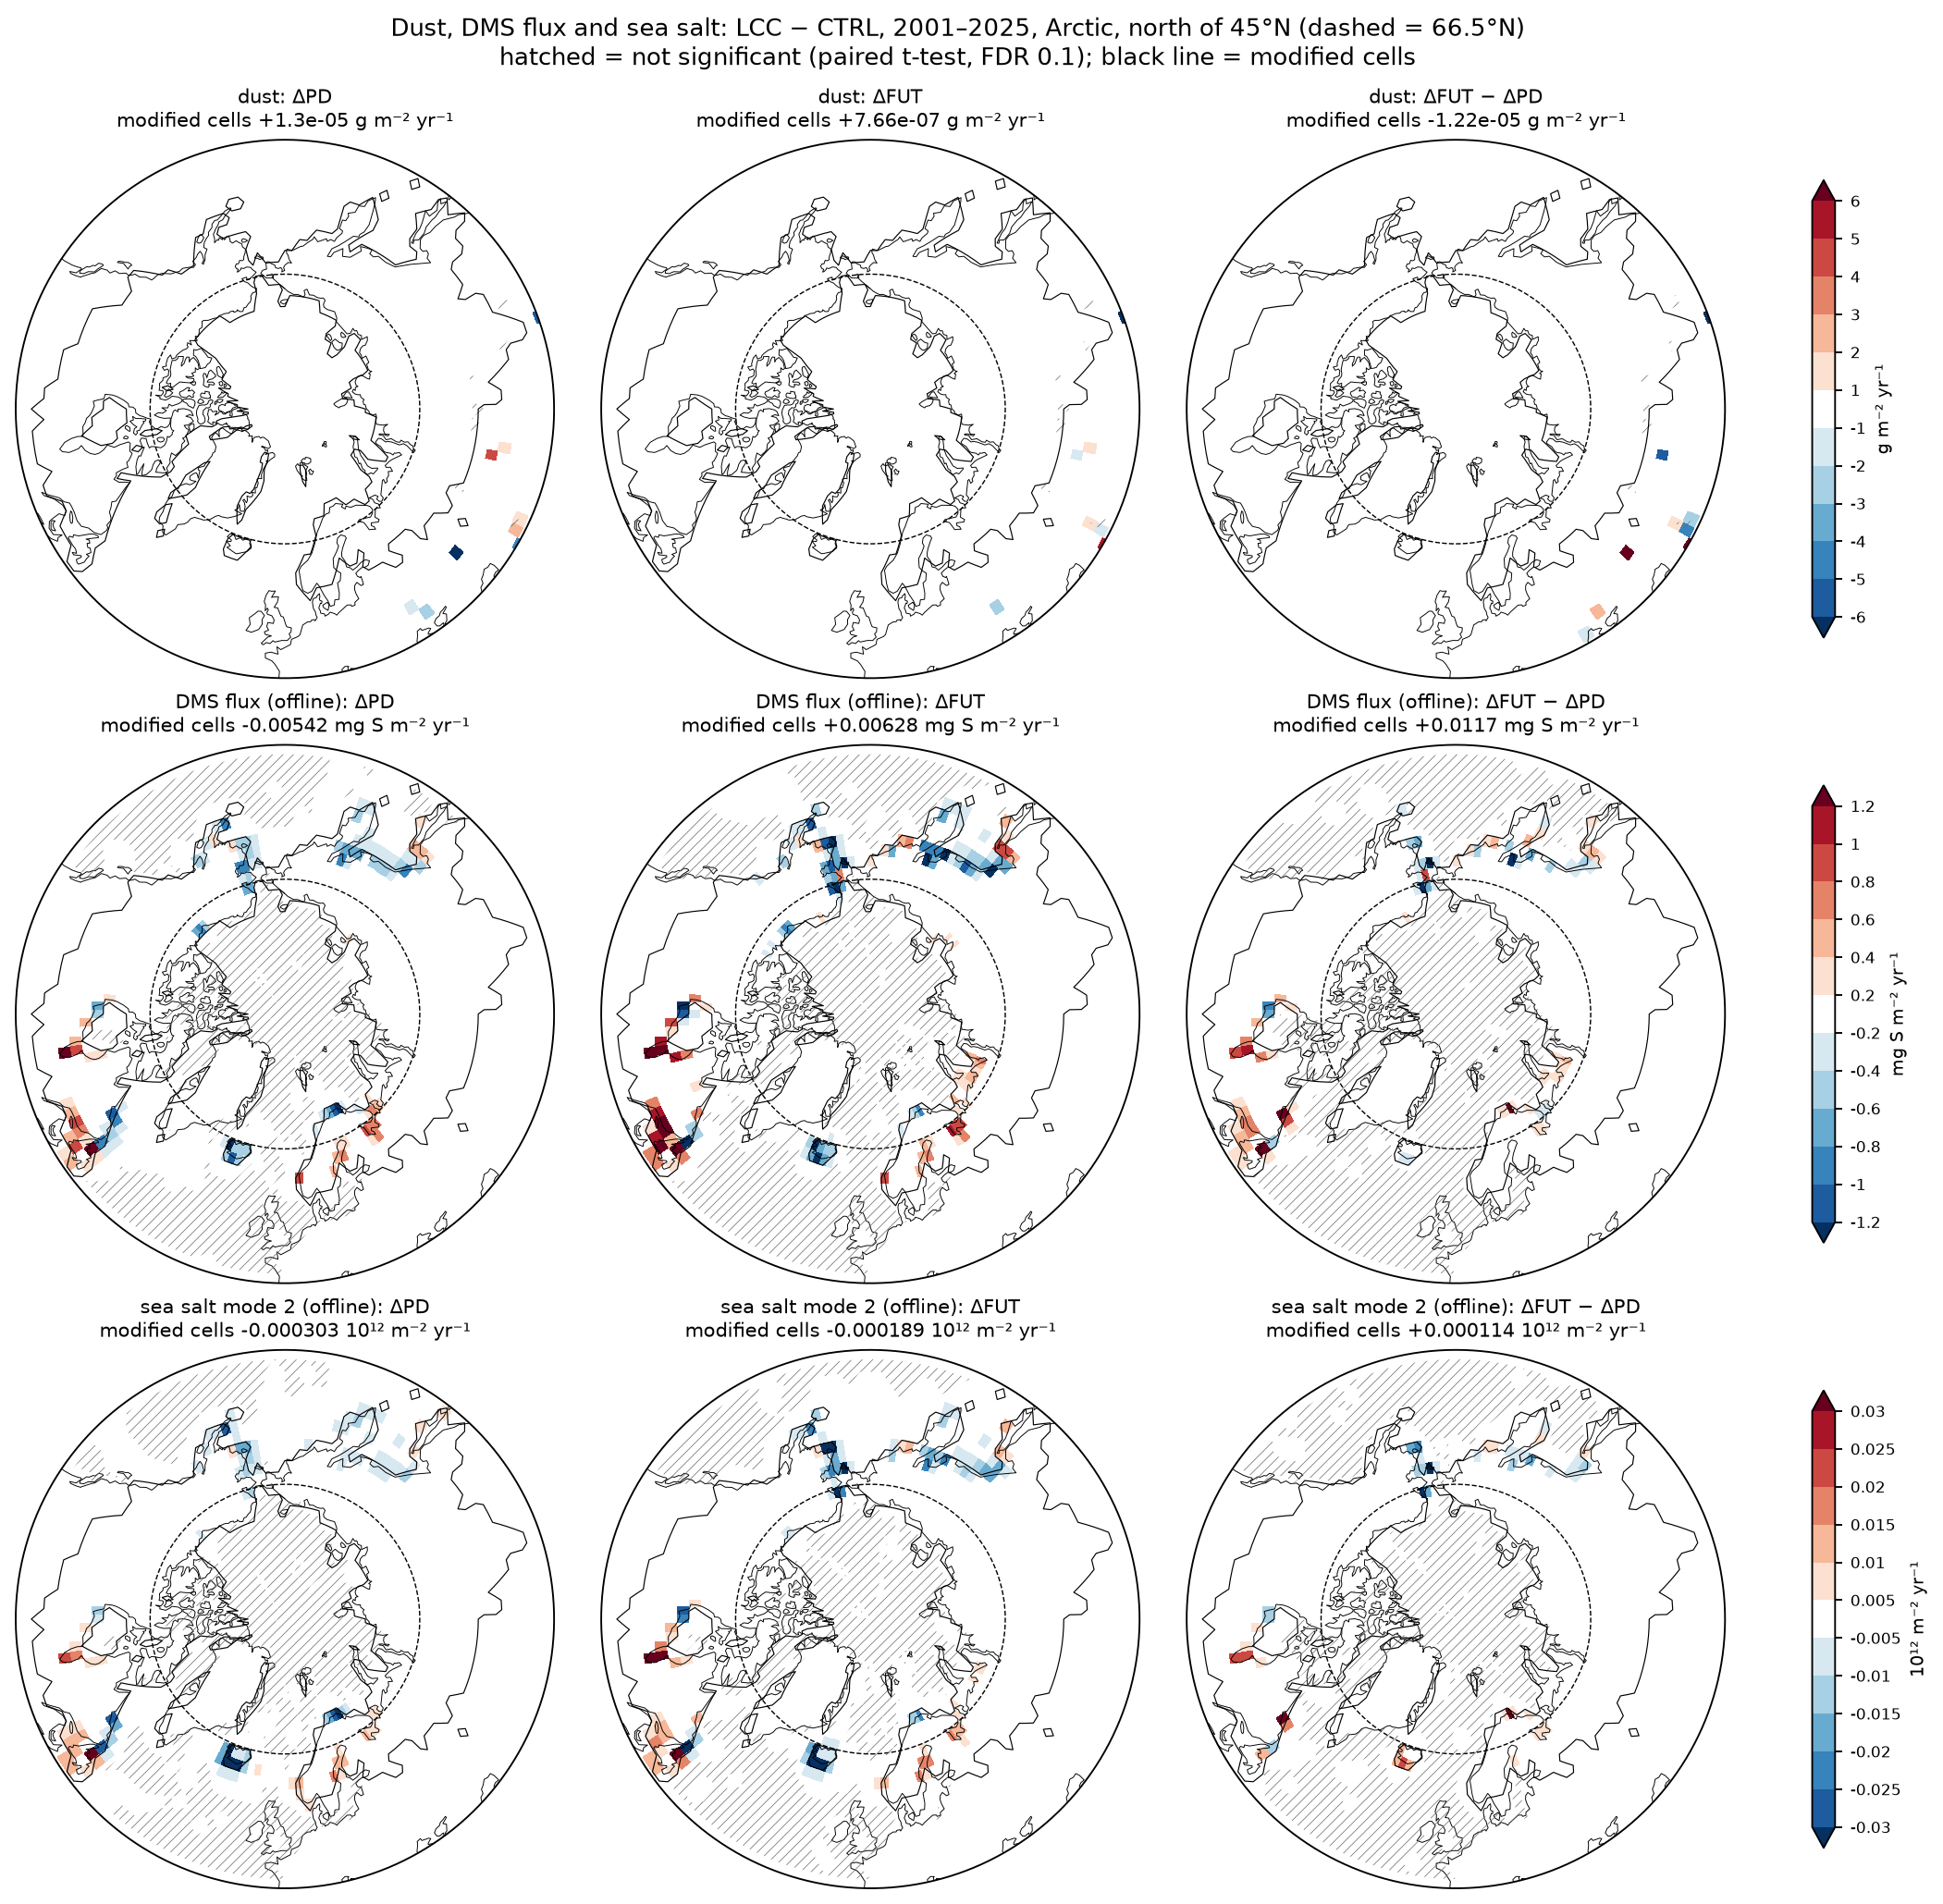 Dust, DMS flux and sea salt: LCC − CTRL, 2001–2025, Arctic, north of 45°N (dashed = 66.5°N)
hatched = not significant (paired t-test, FDR 0.1); black line = modified cells
dust: ΔPD
modified cells +1.3e-05 g m⁻² yr⁻¹
dust: ΔFUT
modified cells +7.66e-07 g m⁻² yr⁻¹
dust: ΔFUT − ΔPD
modified cells -1.22e-05 g m⁻² yr⁻¹
6
5
4
3
2
1
-1
-2
-3
-4
-5
-6
g m⁻² yr⁻¹
DMS flux (offline): ΔPD
modified cells -0.00542 mg S m⁻² yr⁻¹
DMS flux (offline): ΔFUT
modified cells +0.00628 mg S m⁻² yr⁻¹
DMS flux (offline): ΔFUT − ΔPD
modified cells +0.0117 mg S m⁻² yr⁻¹
1.2
1
0.8
0.6
0.4
0.2
-0.2
-0.4
-0.6
-0.8
-1
-1.2
mg S m⁻² yr⁻¹
sea salt mode 2 (offline): ΔPD
modified cells -0.000303 10¹² m⁻² yr⁻¹
sea salt mode 2 (offline): ΔFUT
modified cells -0.000189 10¹² m⁻² yr⁻¹
sea salt mode 2 (offline): ΔFUT − ΔPD
modified cells +0.000114 10¹² m⁻² yr⁻¹
0.03
0.025
0.02
0.015
0.01
0.005
-0.005
-0.01
-0.015
-0.02
-0.025
-0.03
10¹² m⁻² yr⁻¹